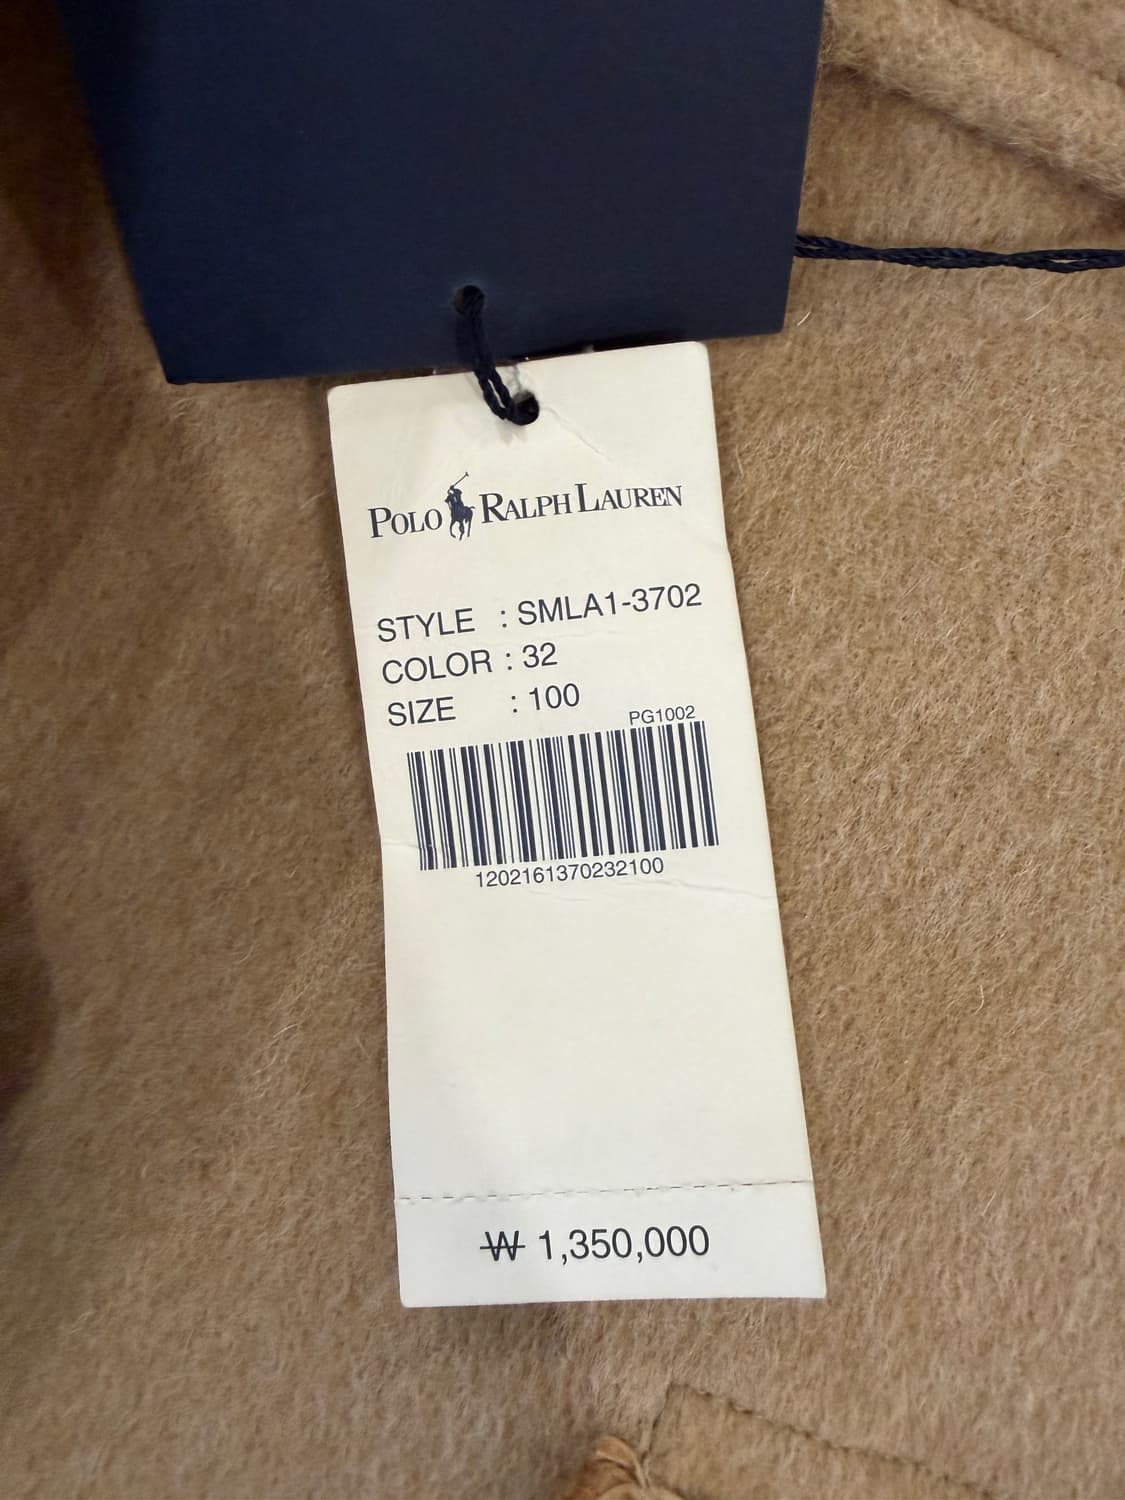 POLO RALPH LAUREN
STYLE : SMLA1-3702
COLOR : 32
SIZE : 100
PG1002
1202161370232100
₩ 1,350,000